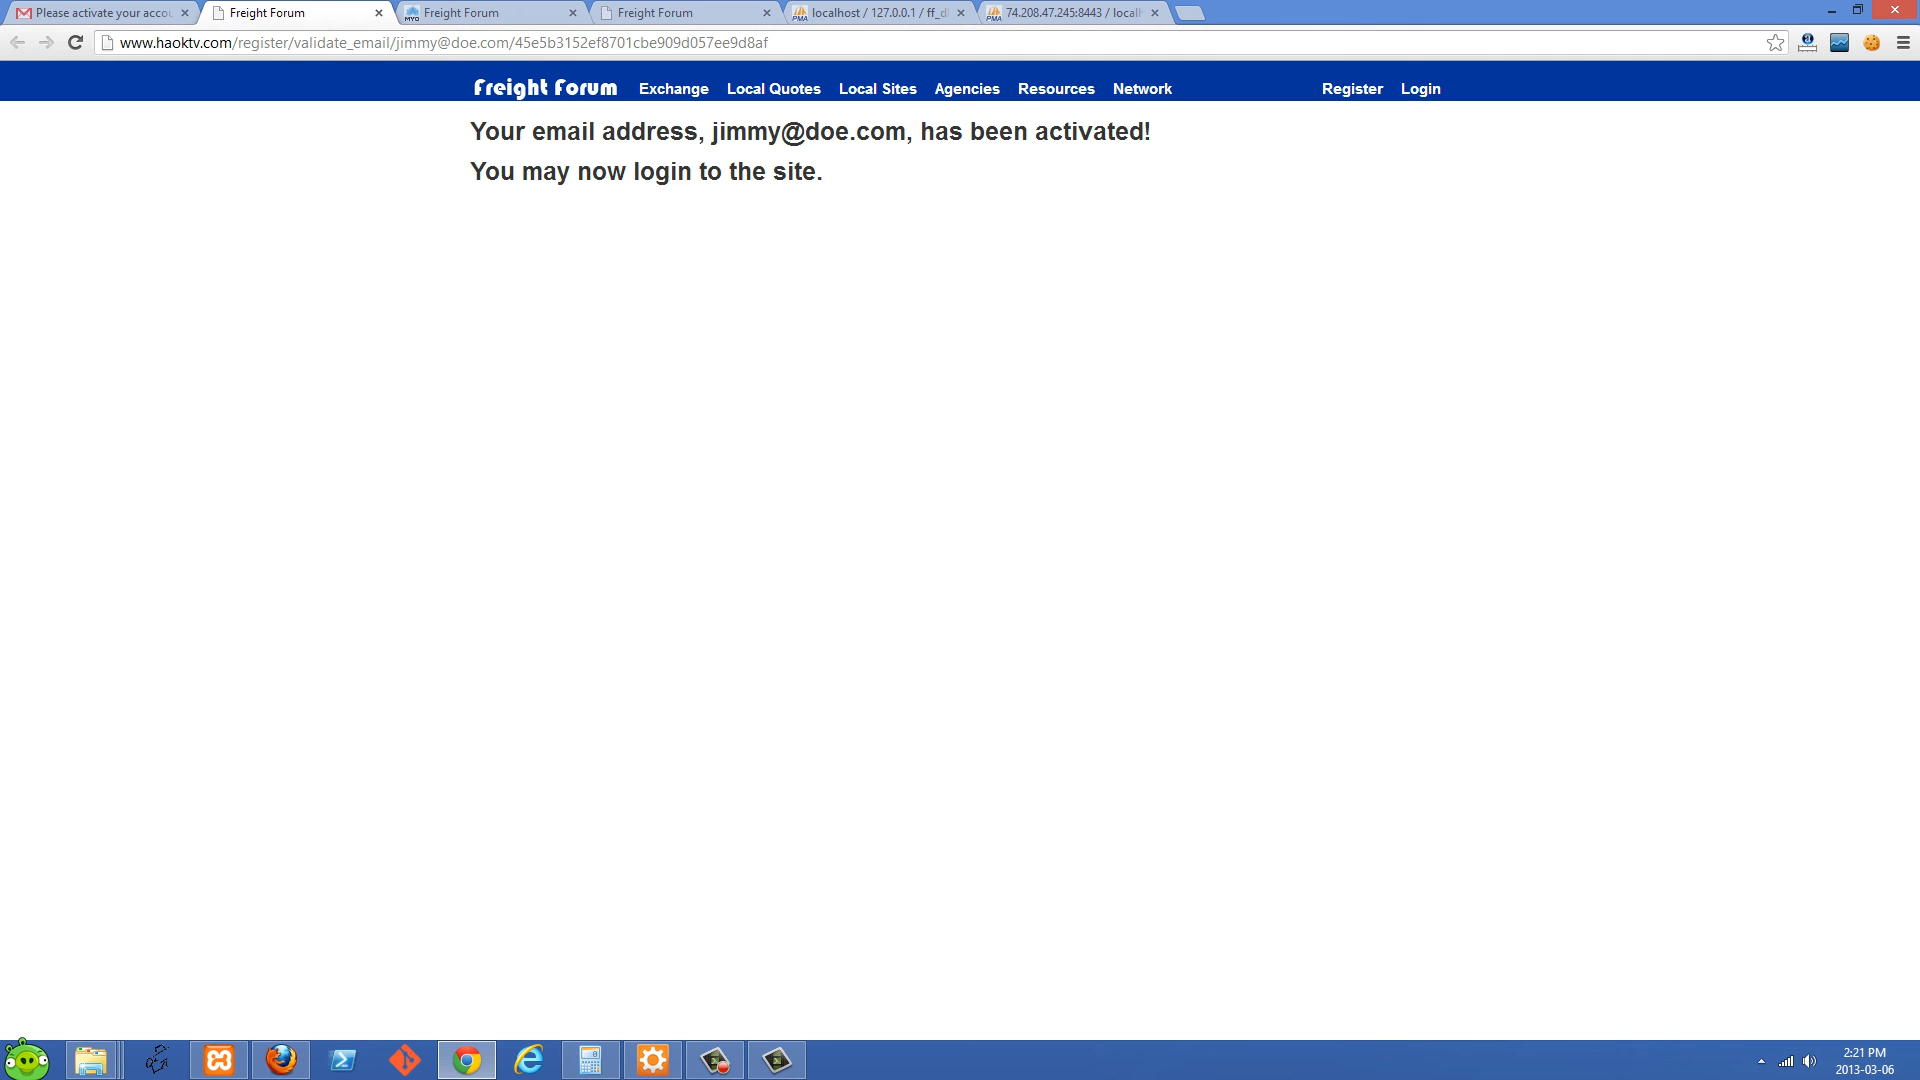 Please activate your accou
Freight Forum
Freight Forum
Freight Forum
localhost / 127.0.0.1 / ff_d
74.208.47.245:8443 / local
www.haoktv.com/register/validate_email/jimmy@doe.com/45e5b3152ef8701cbe909d057ee9d8af
Freight Forum Exchange Local Quotes Local Sites Agencies Resources Network Register Login
Your email address, jimmy@doe.com, has been activated!
You may now login to the site.
2:21 PM
2013-03-06